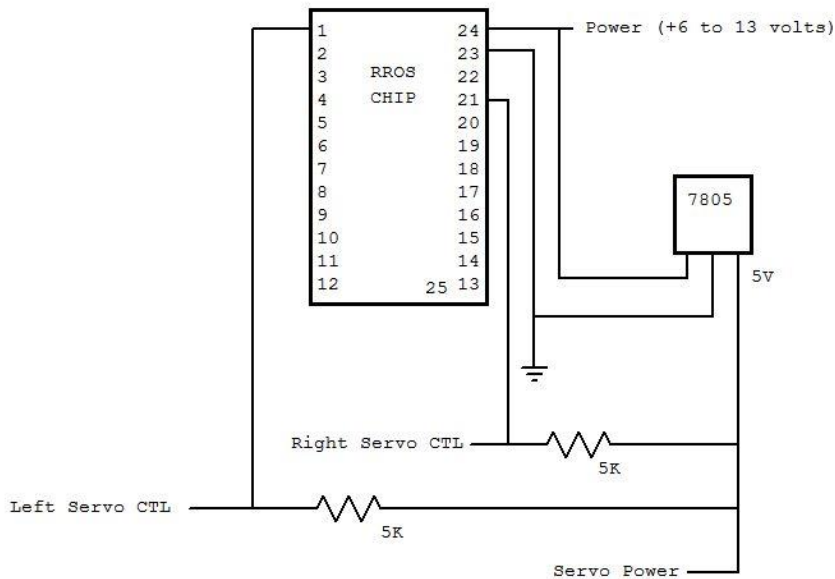 1 24 Power (+6 to 13 volts)
2 23
3 RROS 22
4 CHIP 21
5 20
6 19
7 18
8 17 7805
9 16
10 15
11 14 5V
12 25 13
Right Servo CTL
5K
Left Servo CTL
5K
Servo Power